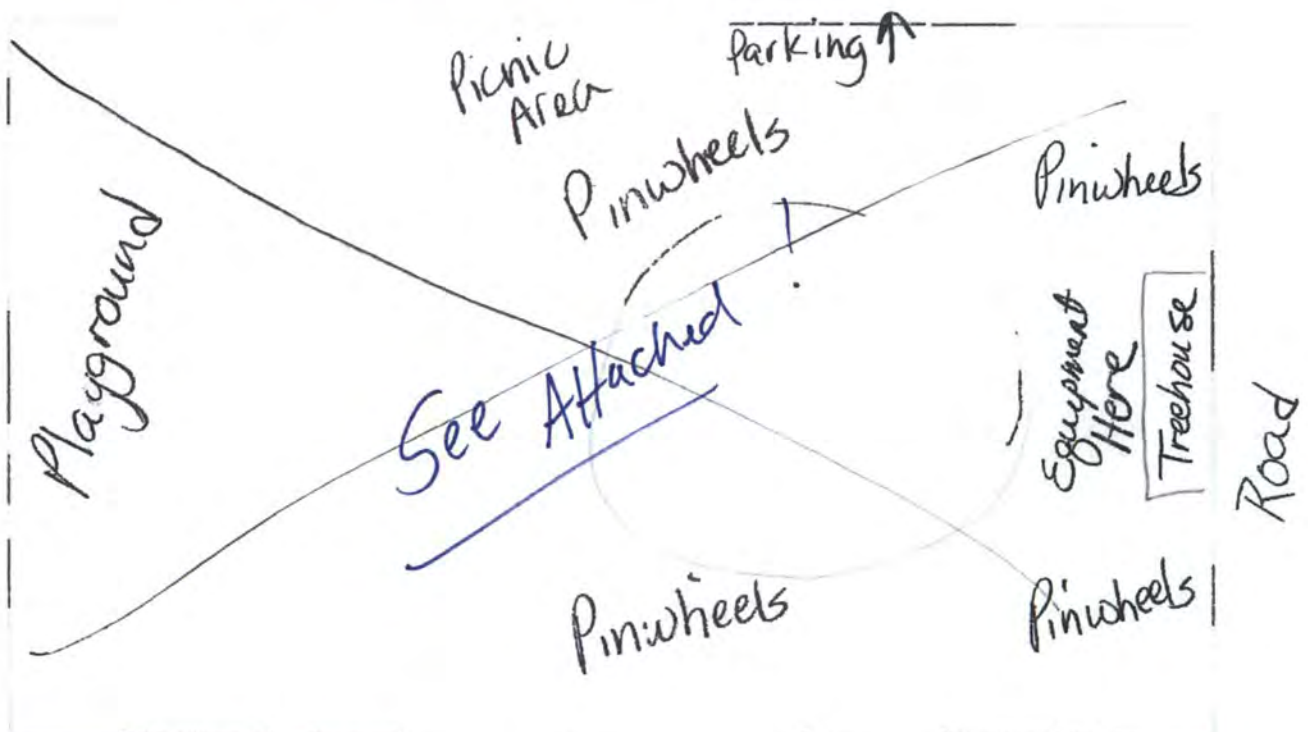 Parking
Picnic
Area
Pinwheels
Pinwheels
Playground
See Attached !
Equipment
Here
Treehouse
Road
Pinwheels
Pinwheels